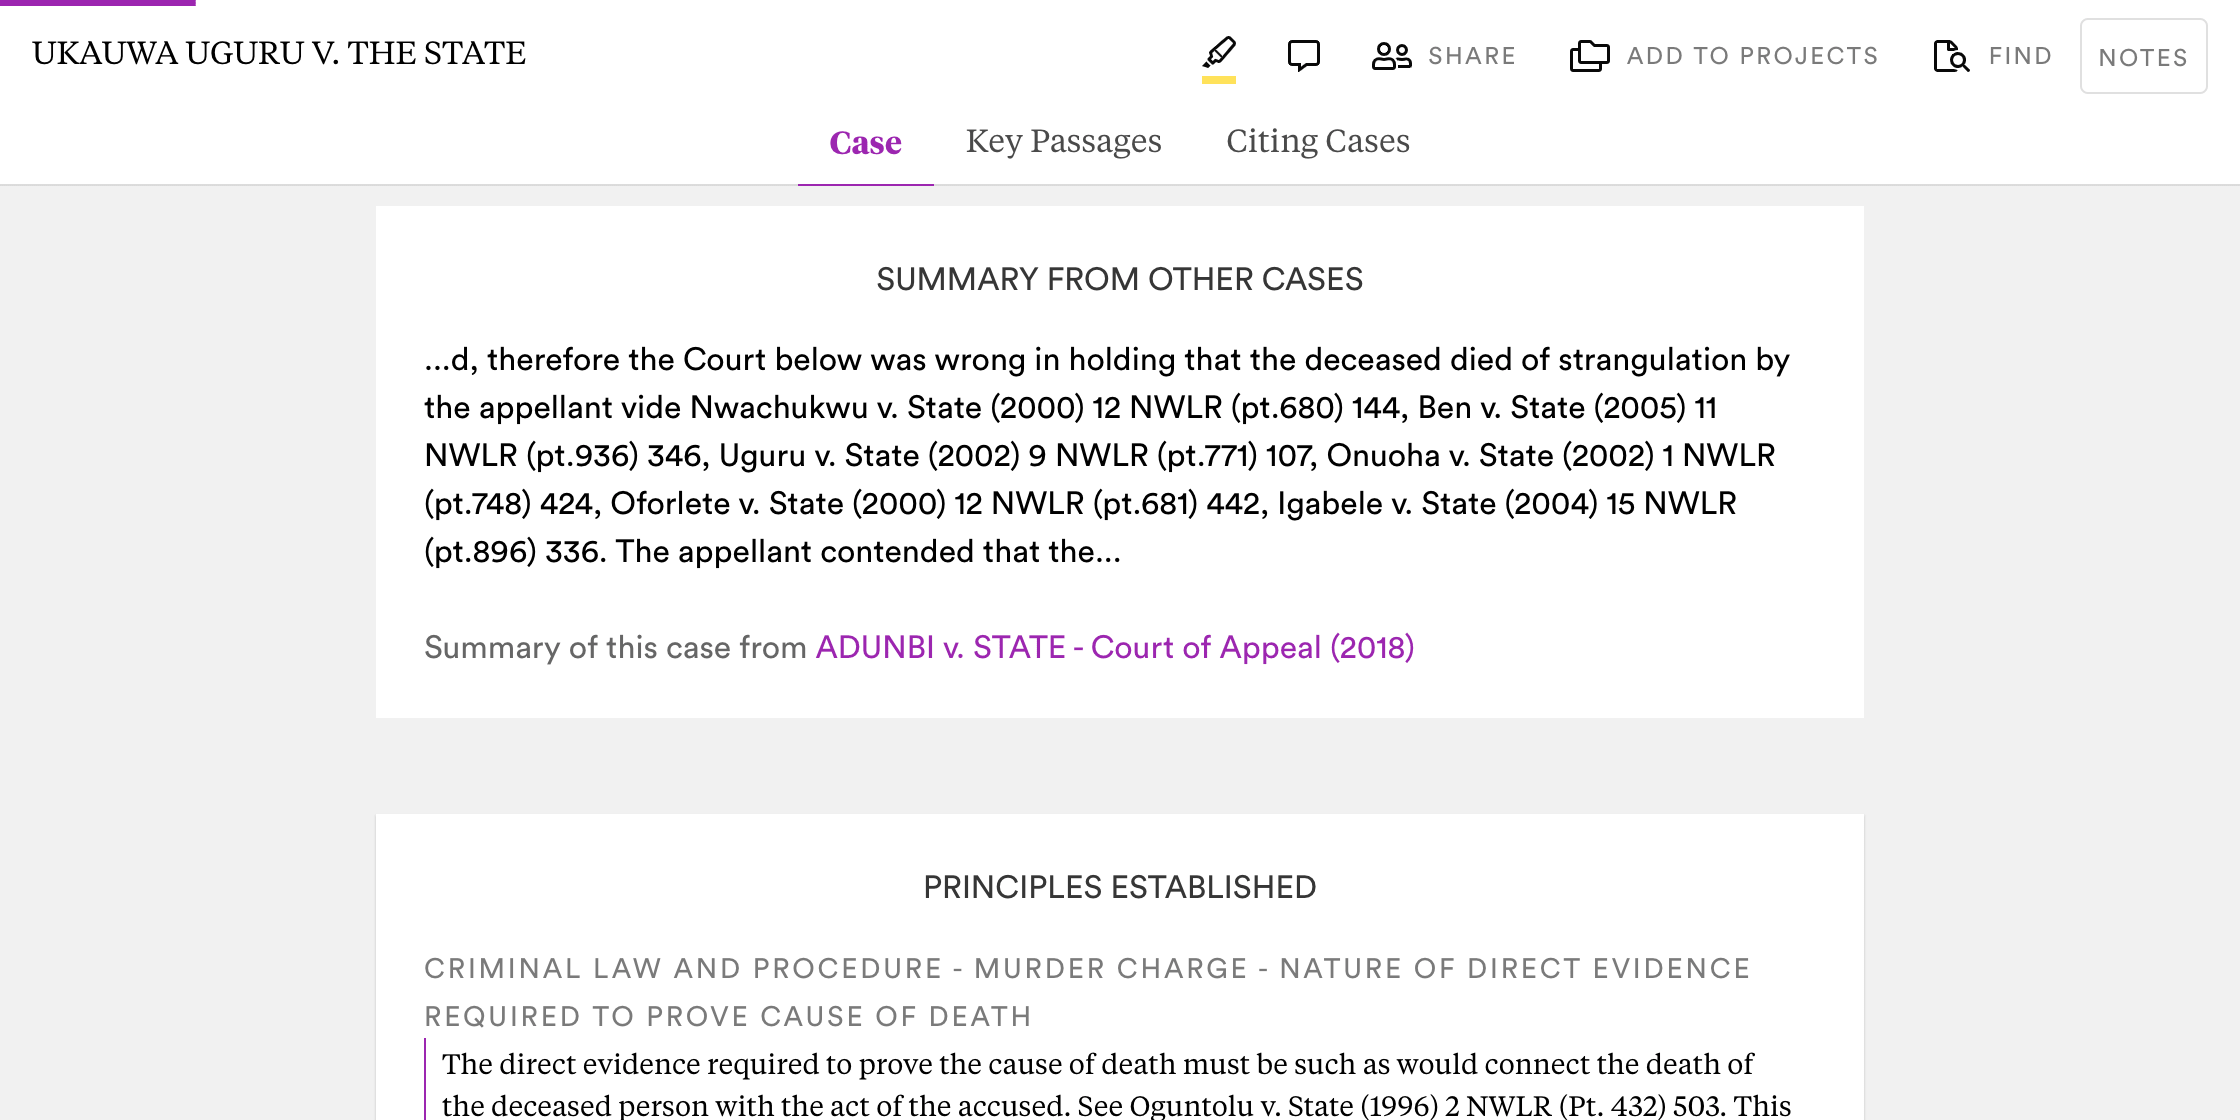 UKAUWA UGURU V. THE STATE
SHARE
ADD TO PROJECTS
FIND
NOTES
Case
Key Passages
Citing Cases
SUMMARY FROM OTHER CASES
...d, therefore the Court below was wrong in holding that the deceased died of strangulation by
the appellant vide Nwachukwu v. State (2000) 12 NWLR (pt.680) 144, Ben v. State (2005) 11
NWLR (pt.936) 346, Uguru v. State (2002) 9 NWLR (pt.771) 107, Onuoha v. State (2002) 1 NWLR
(pt.748) 424, Oforlete v. State (2000) 12 NWLR (pt.681) 442, Igabele v. State (2004) 15 NWLR
(pt.896) 336. The appellant contended that the...
Summary of this case from ADUNBI v. STATE - Court of Appeal (2018)
PRINCIPLES ESTABLISHED
CRIMINAL LAW AND PROCEDURE - MURDER CHARGE - NATURE OF DIRECT EVIDENCE
REQUIRED TO PROVE CAUSE OF DEATH
The direct evidence required to prove the cause of death must be such as would connect the death of
the deceased person with the act of the accused. See Oguntolu v. State (1996) 2 NWLR (Pt. 432) 503. This